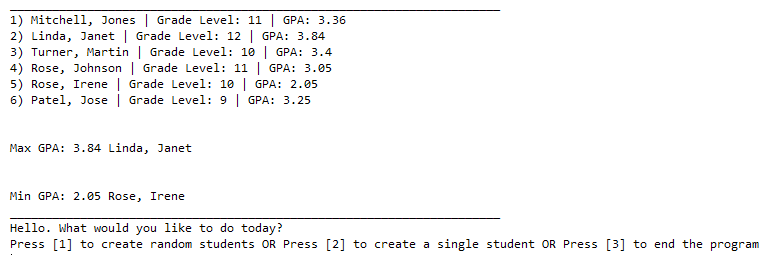 1) Mitchell, Jones | Grade Level: 11 | GPA: 3.36
2) Linda, Janet | Grade Level: 12 | GPA: 3.84
3) Turner, Martin | Grade Level: 10 | GPA: 3.4
4) Rose, Johnson | Grade Level: 11 | GPA: 3.05
5) Rose, Irene | Grade Level: 10 | GPA: 2.05
6) Patel, Jose | Grade Level: 9 | GPA: 3.25
Max GPA: 3.84 Linda, Janet
Min GPA: 2.05 Rose, Irene
Hello. What would you like to do today?
Press [1] to create random students OR Press [2] to create a single student OR Press [3] to end the program